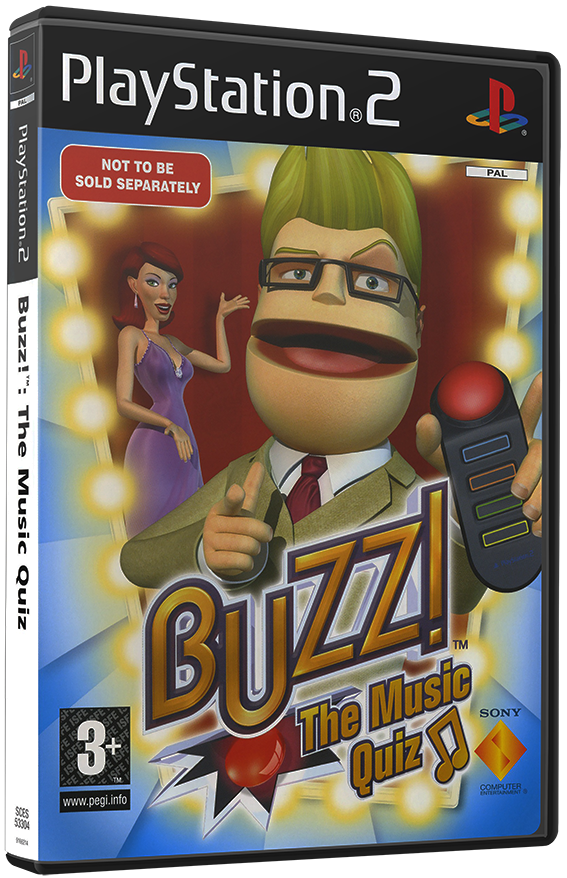 PAL
PlayStation.2
Buzz!™: The Music Quiz
SCES
53304
PlayStation®2
®
PAL
NOT TO BE
SOLD SEPARATELY
BUZZ!™
The Music
Quiz
3+
TM
www.pegi.info
SONY
COMPUTER
ENTERTAINMENT ®